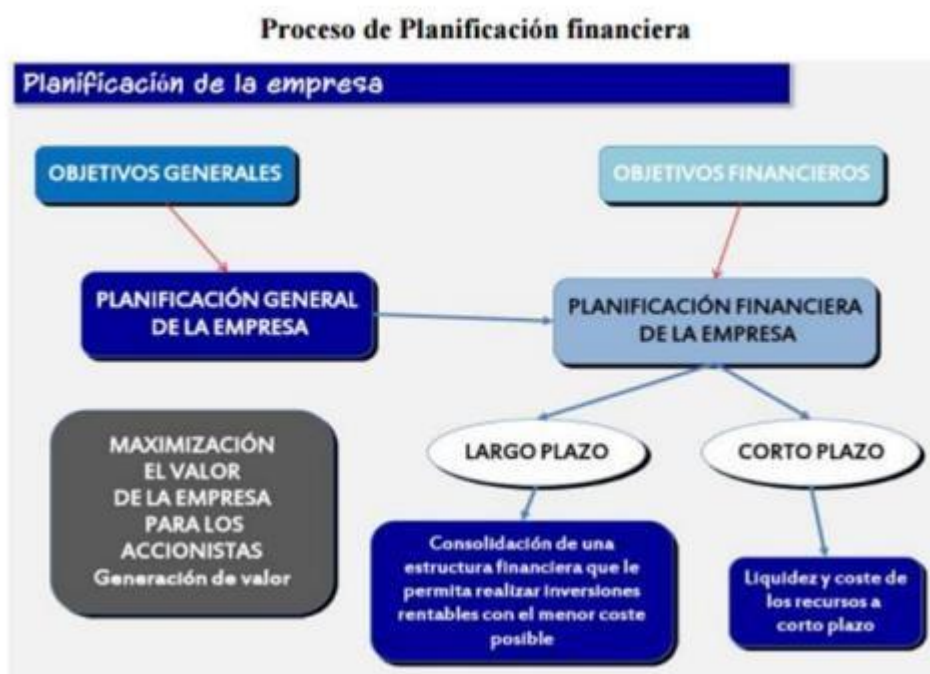 Proceso de Planificación financiera
Planificación de la empresa
OBJETIVOS GENERALES
OBJETIVOS FINANCIEROS
PLANIFICACIÓN GENERAL
DE LA EMPRESA
PLANIFICACIÓN FINANCIERA
DE LA EMPRESA
MAXIMIZACIÓN
EL VALOR
DE LA EMPRESA
PARA LOS
ACCIONISTAS
Generación de valor
LARGO PLAZO
CORTO PLAZO
Consolidación de una
estructura financiera que le
permita realizar inversiones
rentables con el menor coste
posible
Liquidez y coste de
los recursos a
corto plazo